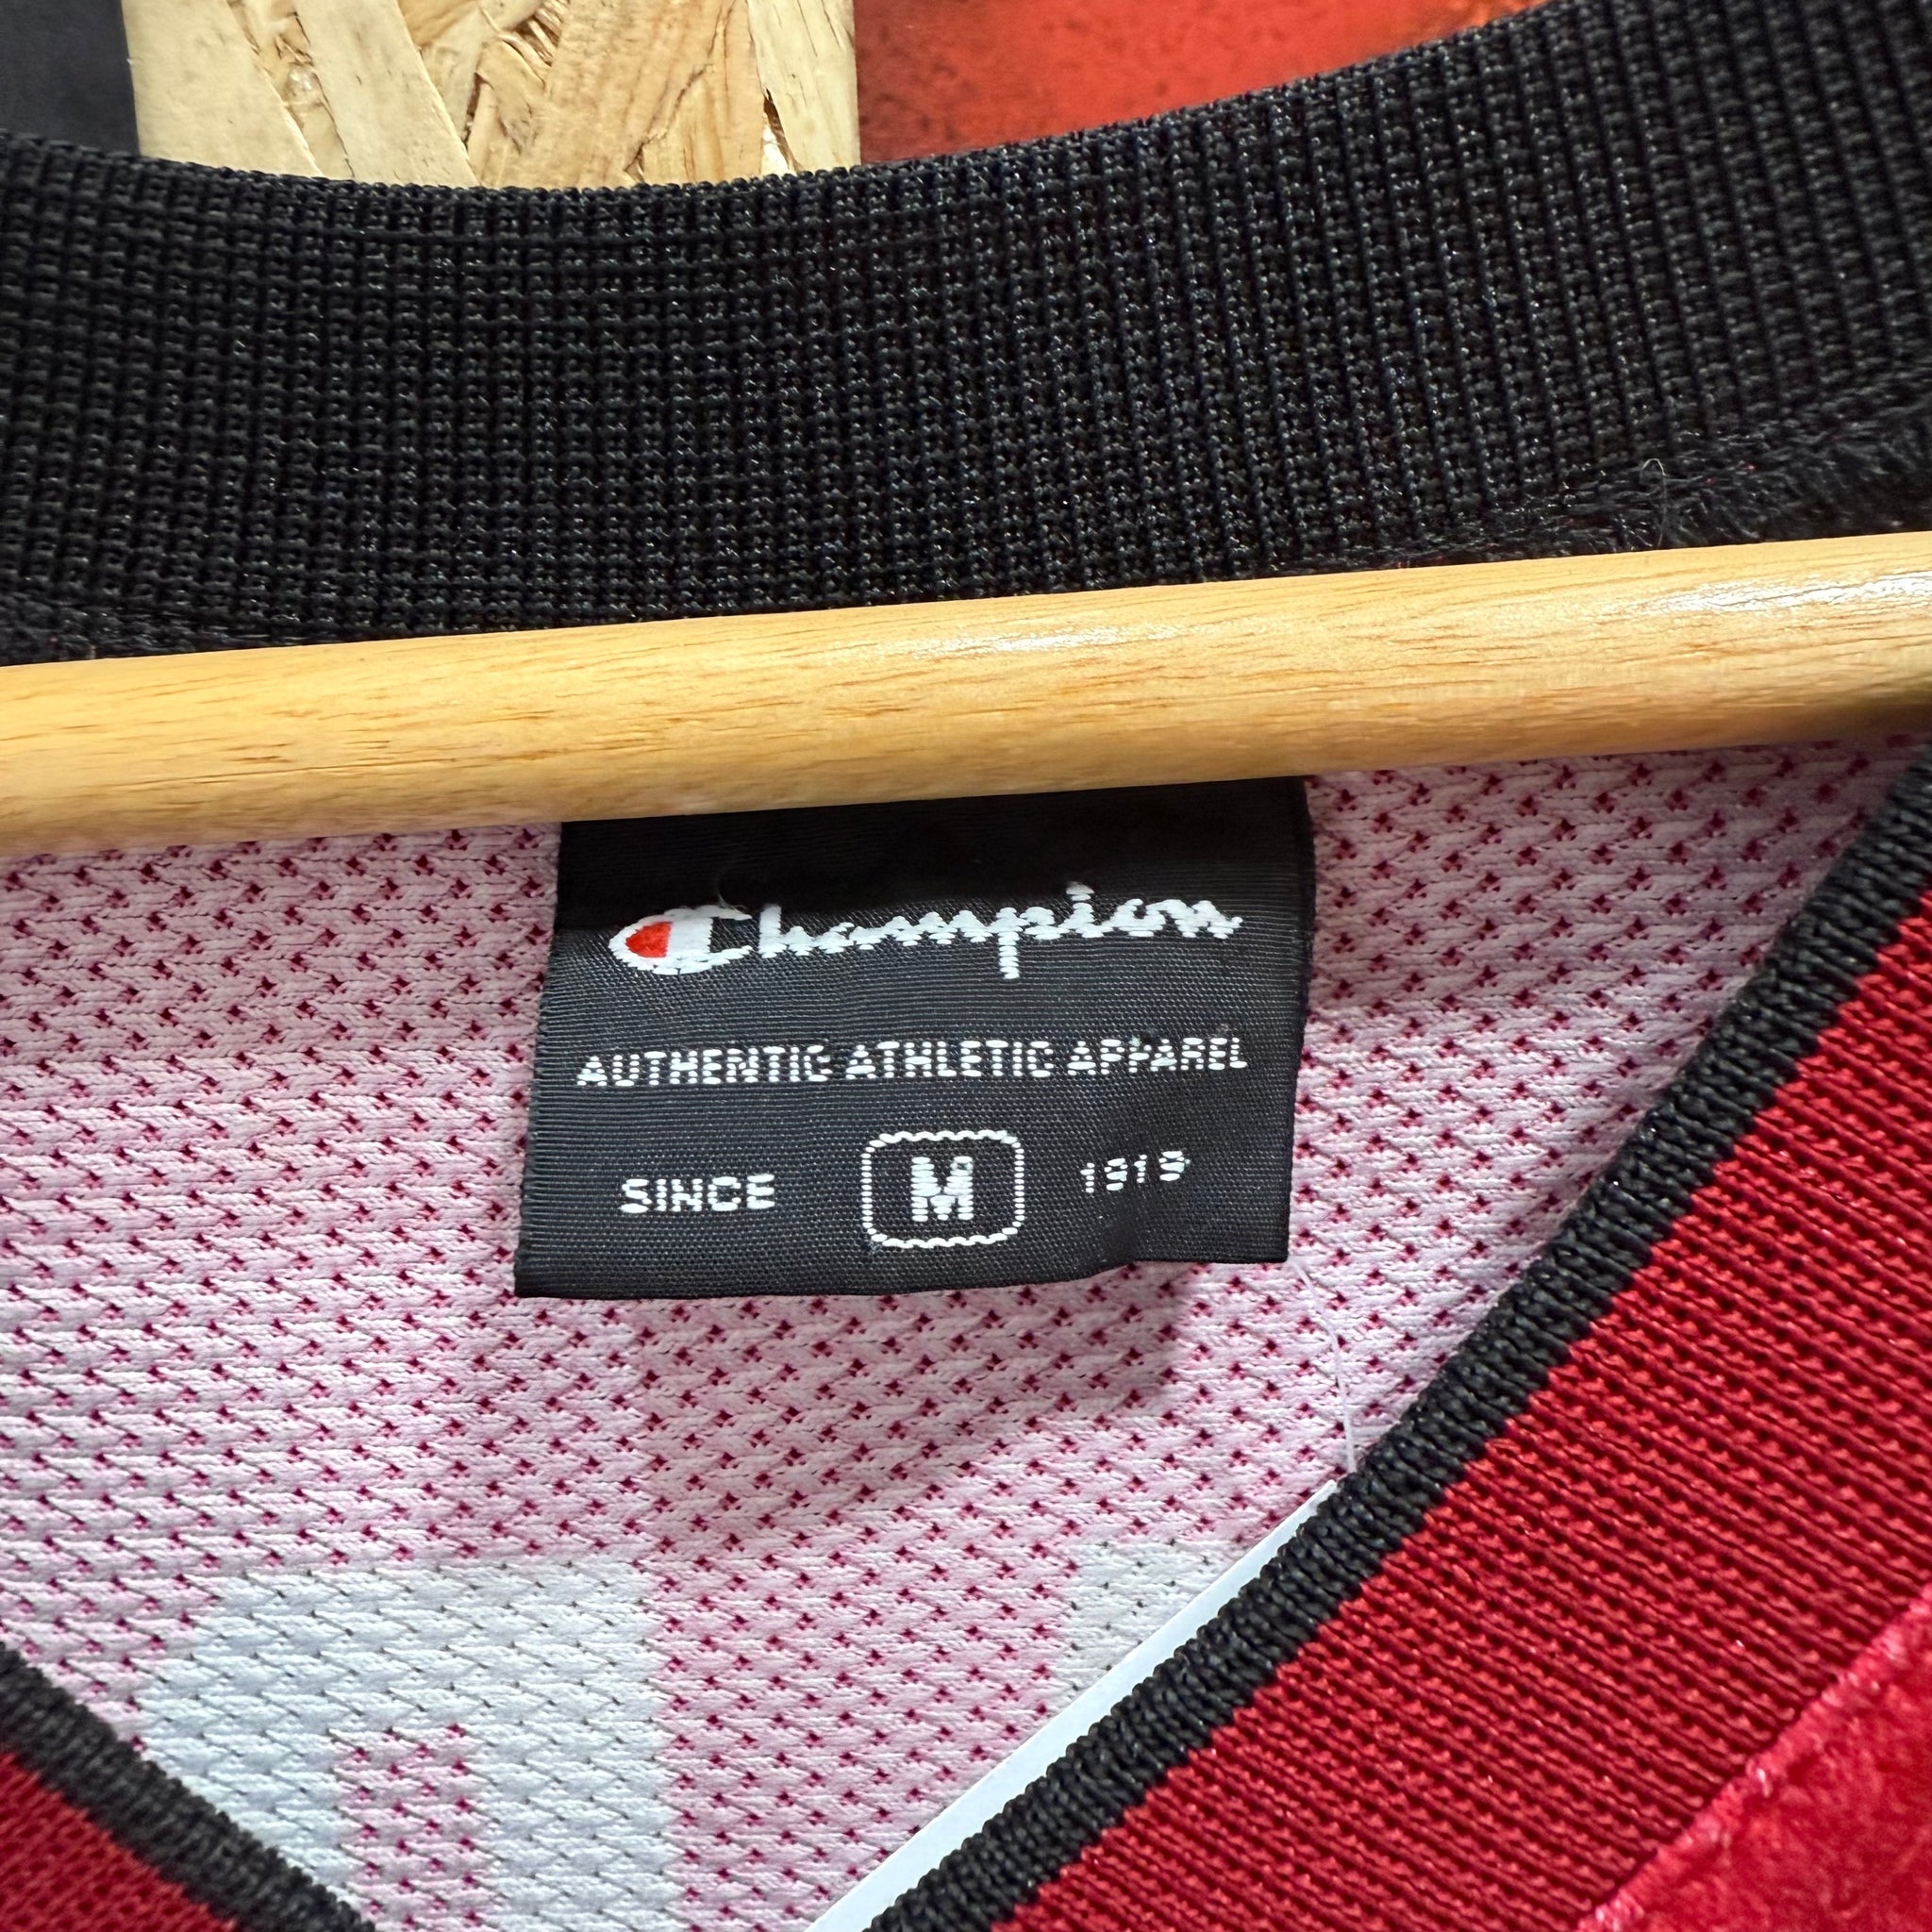 Champion
AUTHENTIC ATHLETIC APPAREL
SINCE M 1919